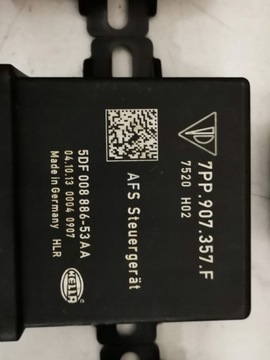 7PP.907.357.F
7520 H02
AFS Steuergerät
5DF 008 886-53AA
04.10.13 0004 0907
Made in Germany HLR
HELLA